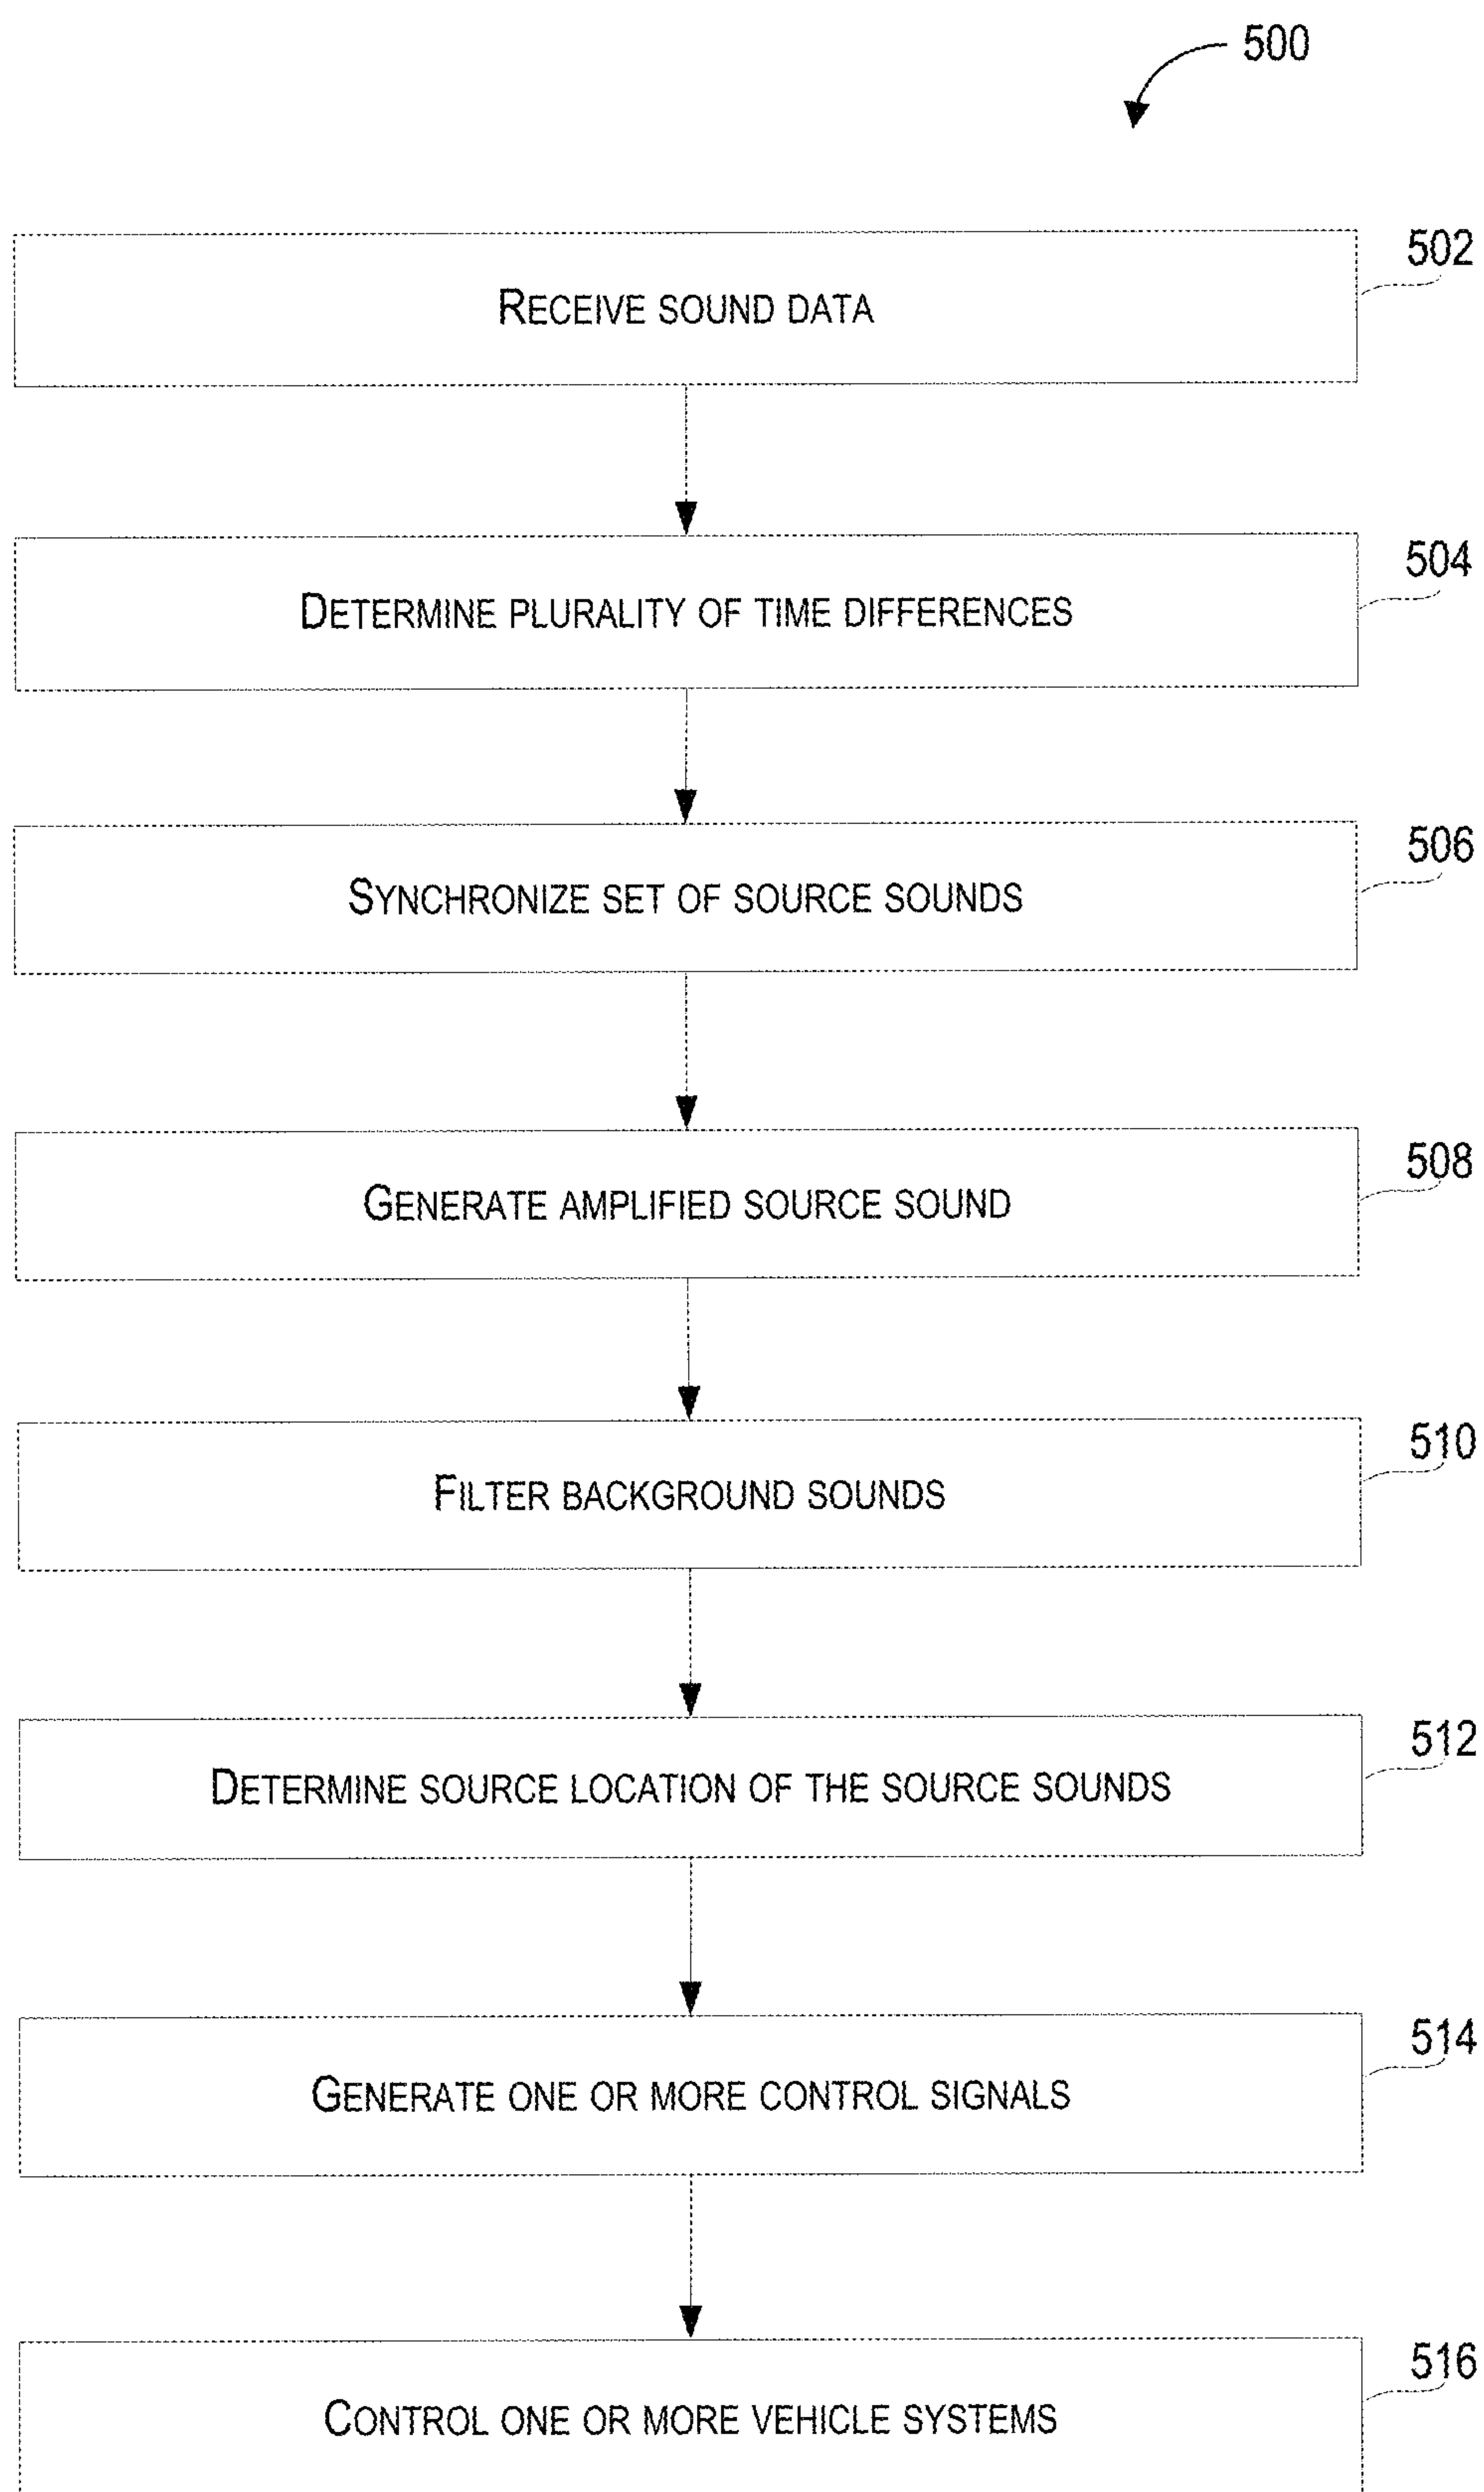 500
RECEIVE SOUND DATA
502
DETERMINE PLURALITY OF TIME DIFFERENCES
504
SYNCHRONIZE SET OF SOURCE SOUNDS
506
GENERATE AMPLIFIED SOURCE SOUND
508
FILTER BACKGROUND SOUNDS
510
DETERMINE SOURCE LOCATION OF THE SOURCE SOUNDS
512
GENERATE ONE OR MORE CONTROL SIGNALS
514
CONTROL ONE OR MORE VEHICLE SYSTEMS
516